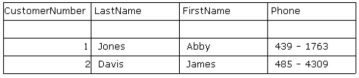 CustomerNumber LastName FirstName Phone
1 Jones Abby 439 - 1763
2 Davis James 485 - 4309